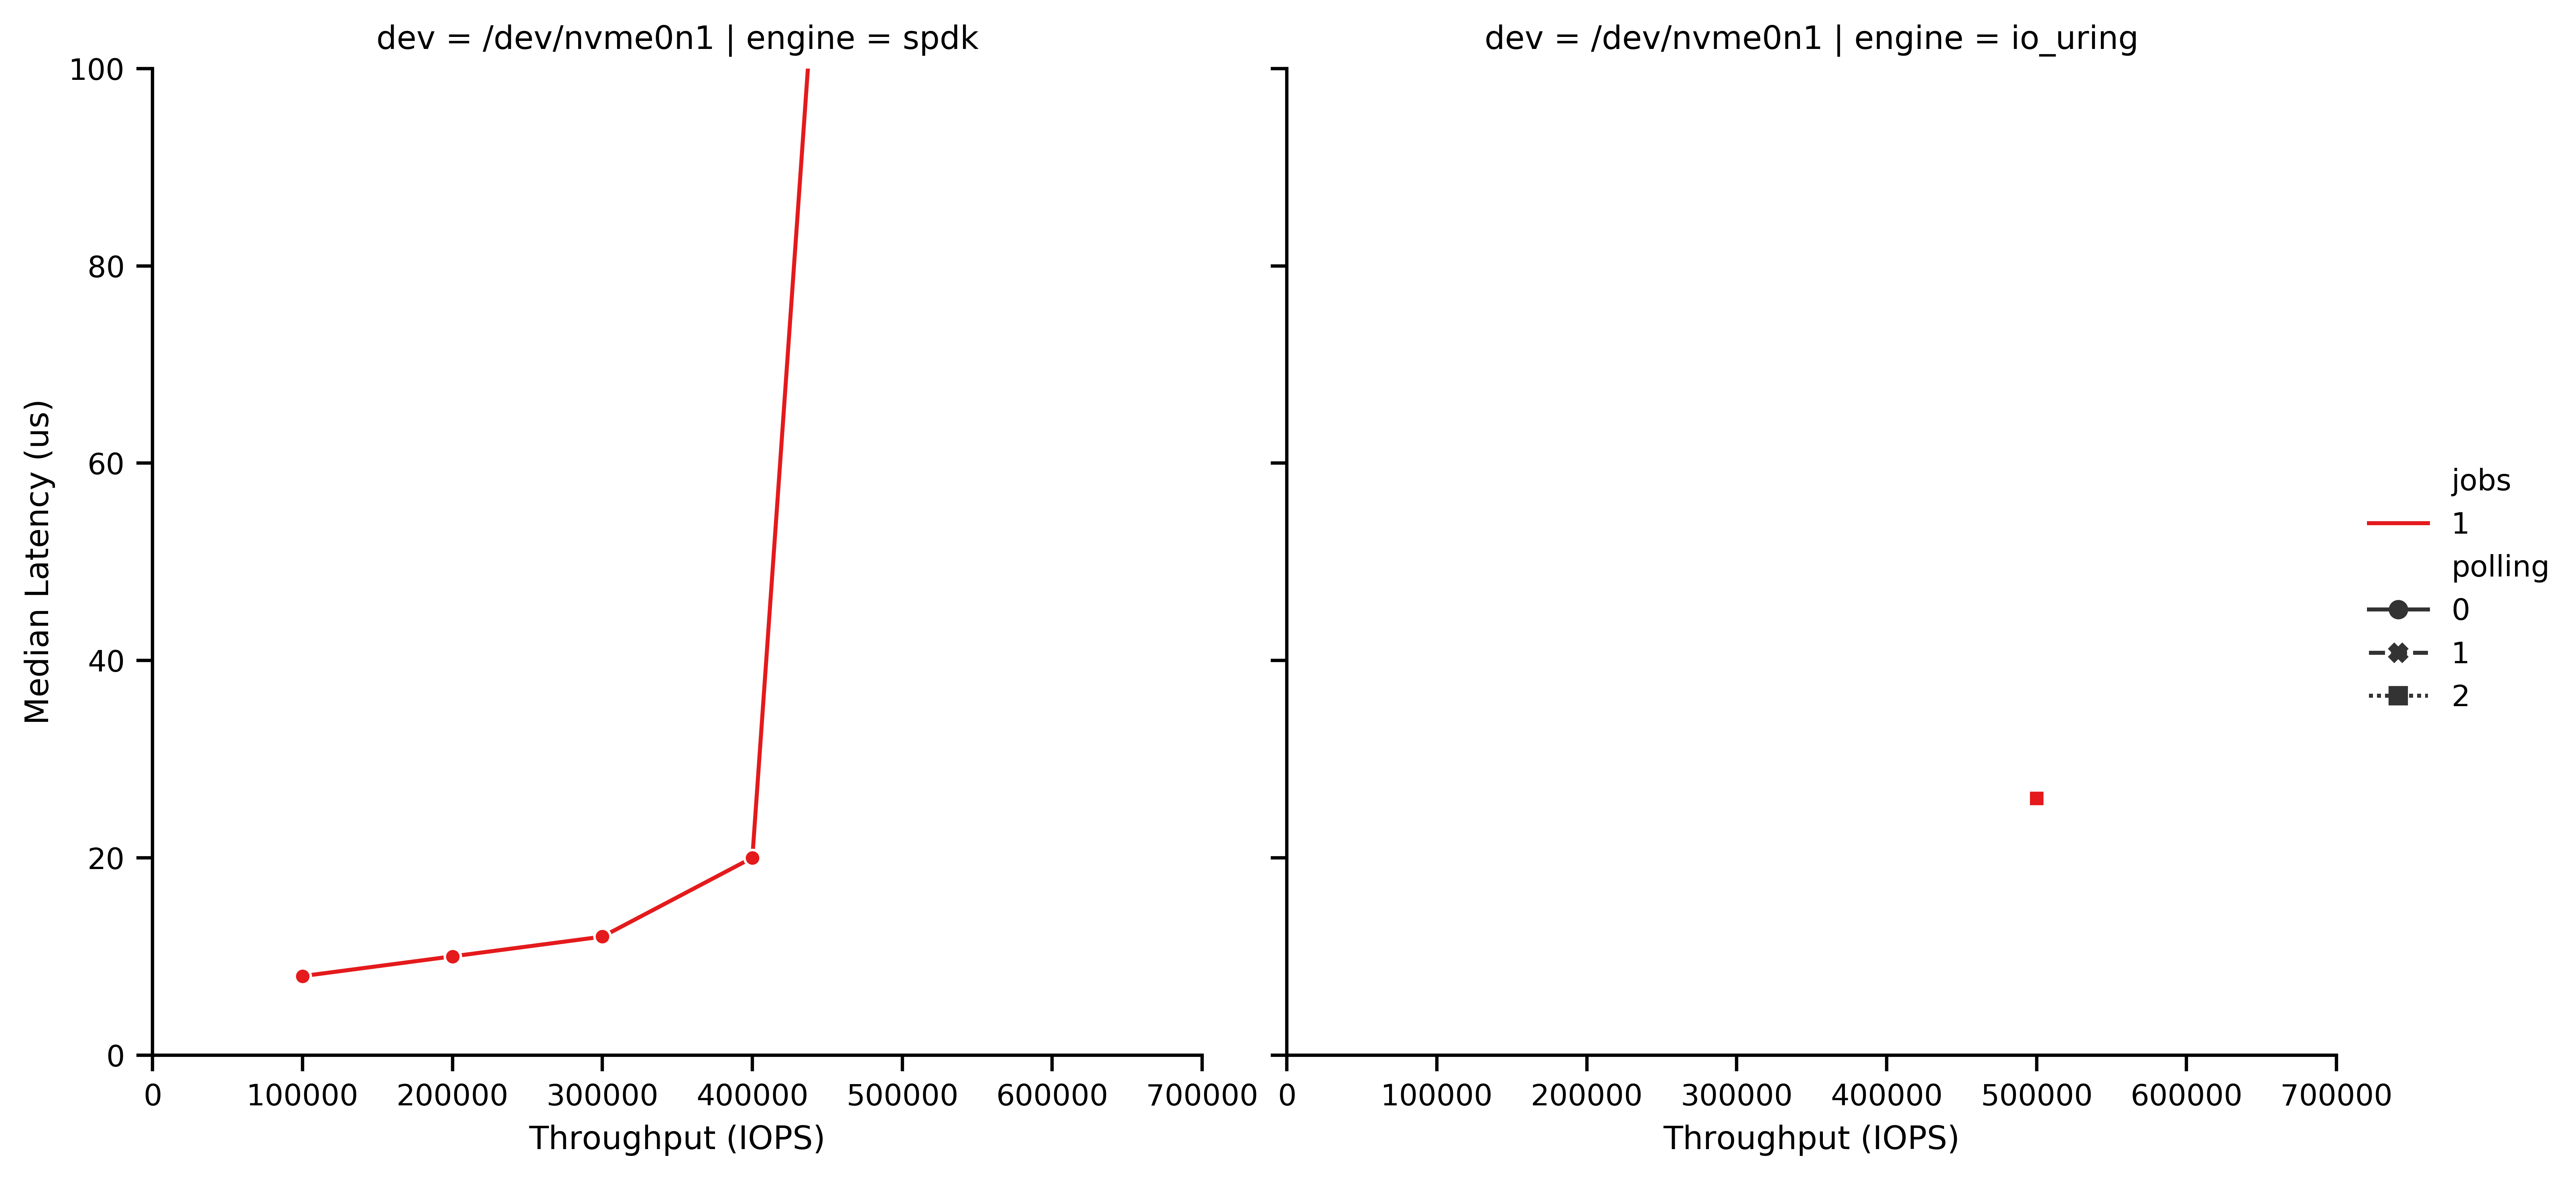 dev = /dev/nvme0n1 | engine = spdk
dev = /dev/nvme0n1 | engine = io_uring
100
80
60
40
20
0
Median Latency (us)
0 100000 200000 300000 400000 500000 600000 700000
Throughput (IOPS)
0 100000 200000 300000 400000 500000 600000 700000
Throughput (IOPS)
jobs
1
polling
0
1
2